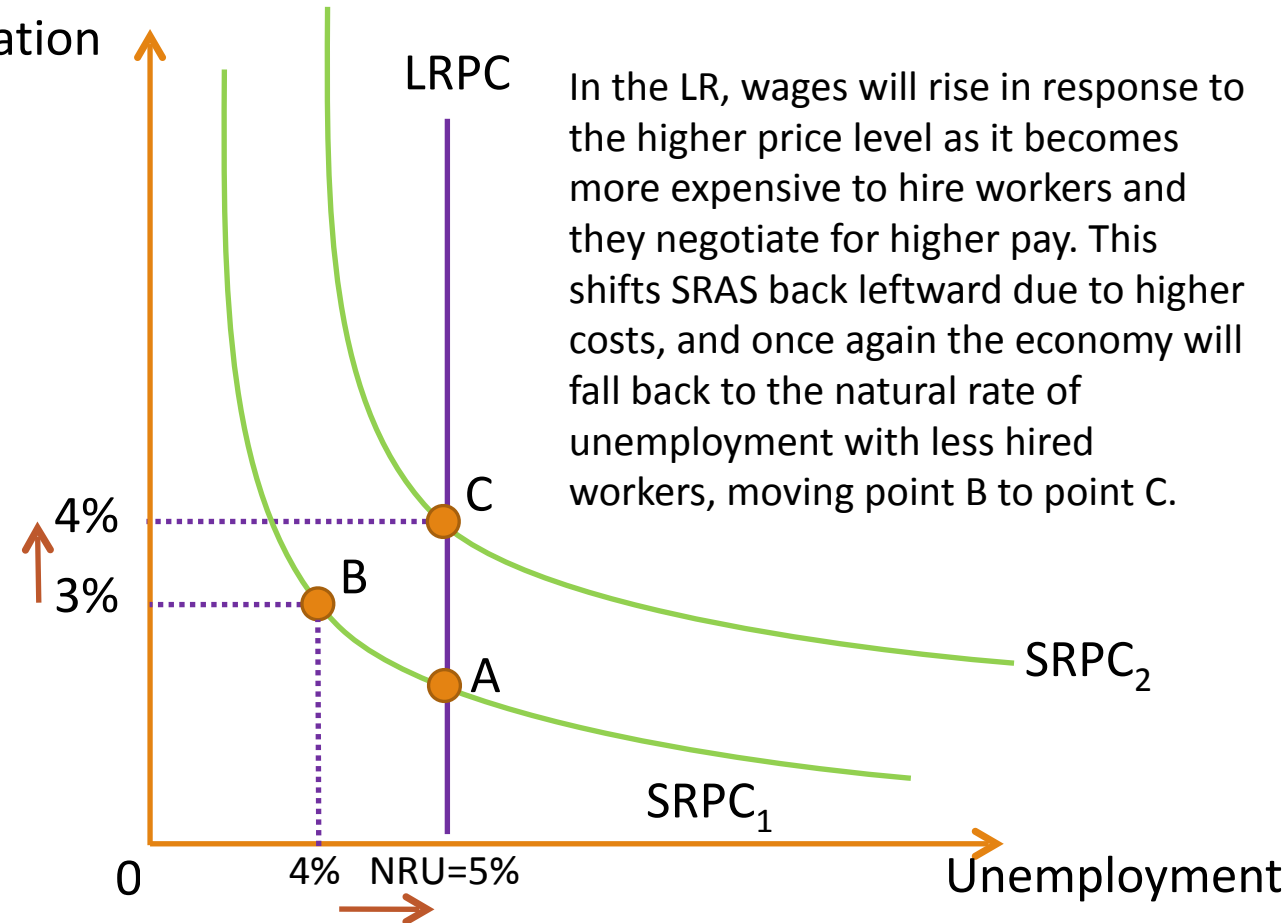 ation
LRPC
In the LR, wages will rise in response to
the higher price level as it becomes
more expensive to hire workers and
they negotiate for higher pay. This
shifts SRAS back leftward due to higher
costs, and once again the economy will
fall back to the natural rate of
unemployment with less hired
workers, moving point B to point C.
C
4%
B
3%
A
SRPC₂
SRPC₁
0
4%
NRU=5%
Unemployment